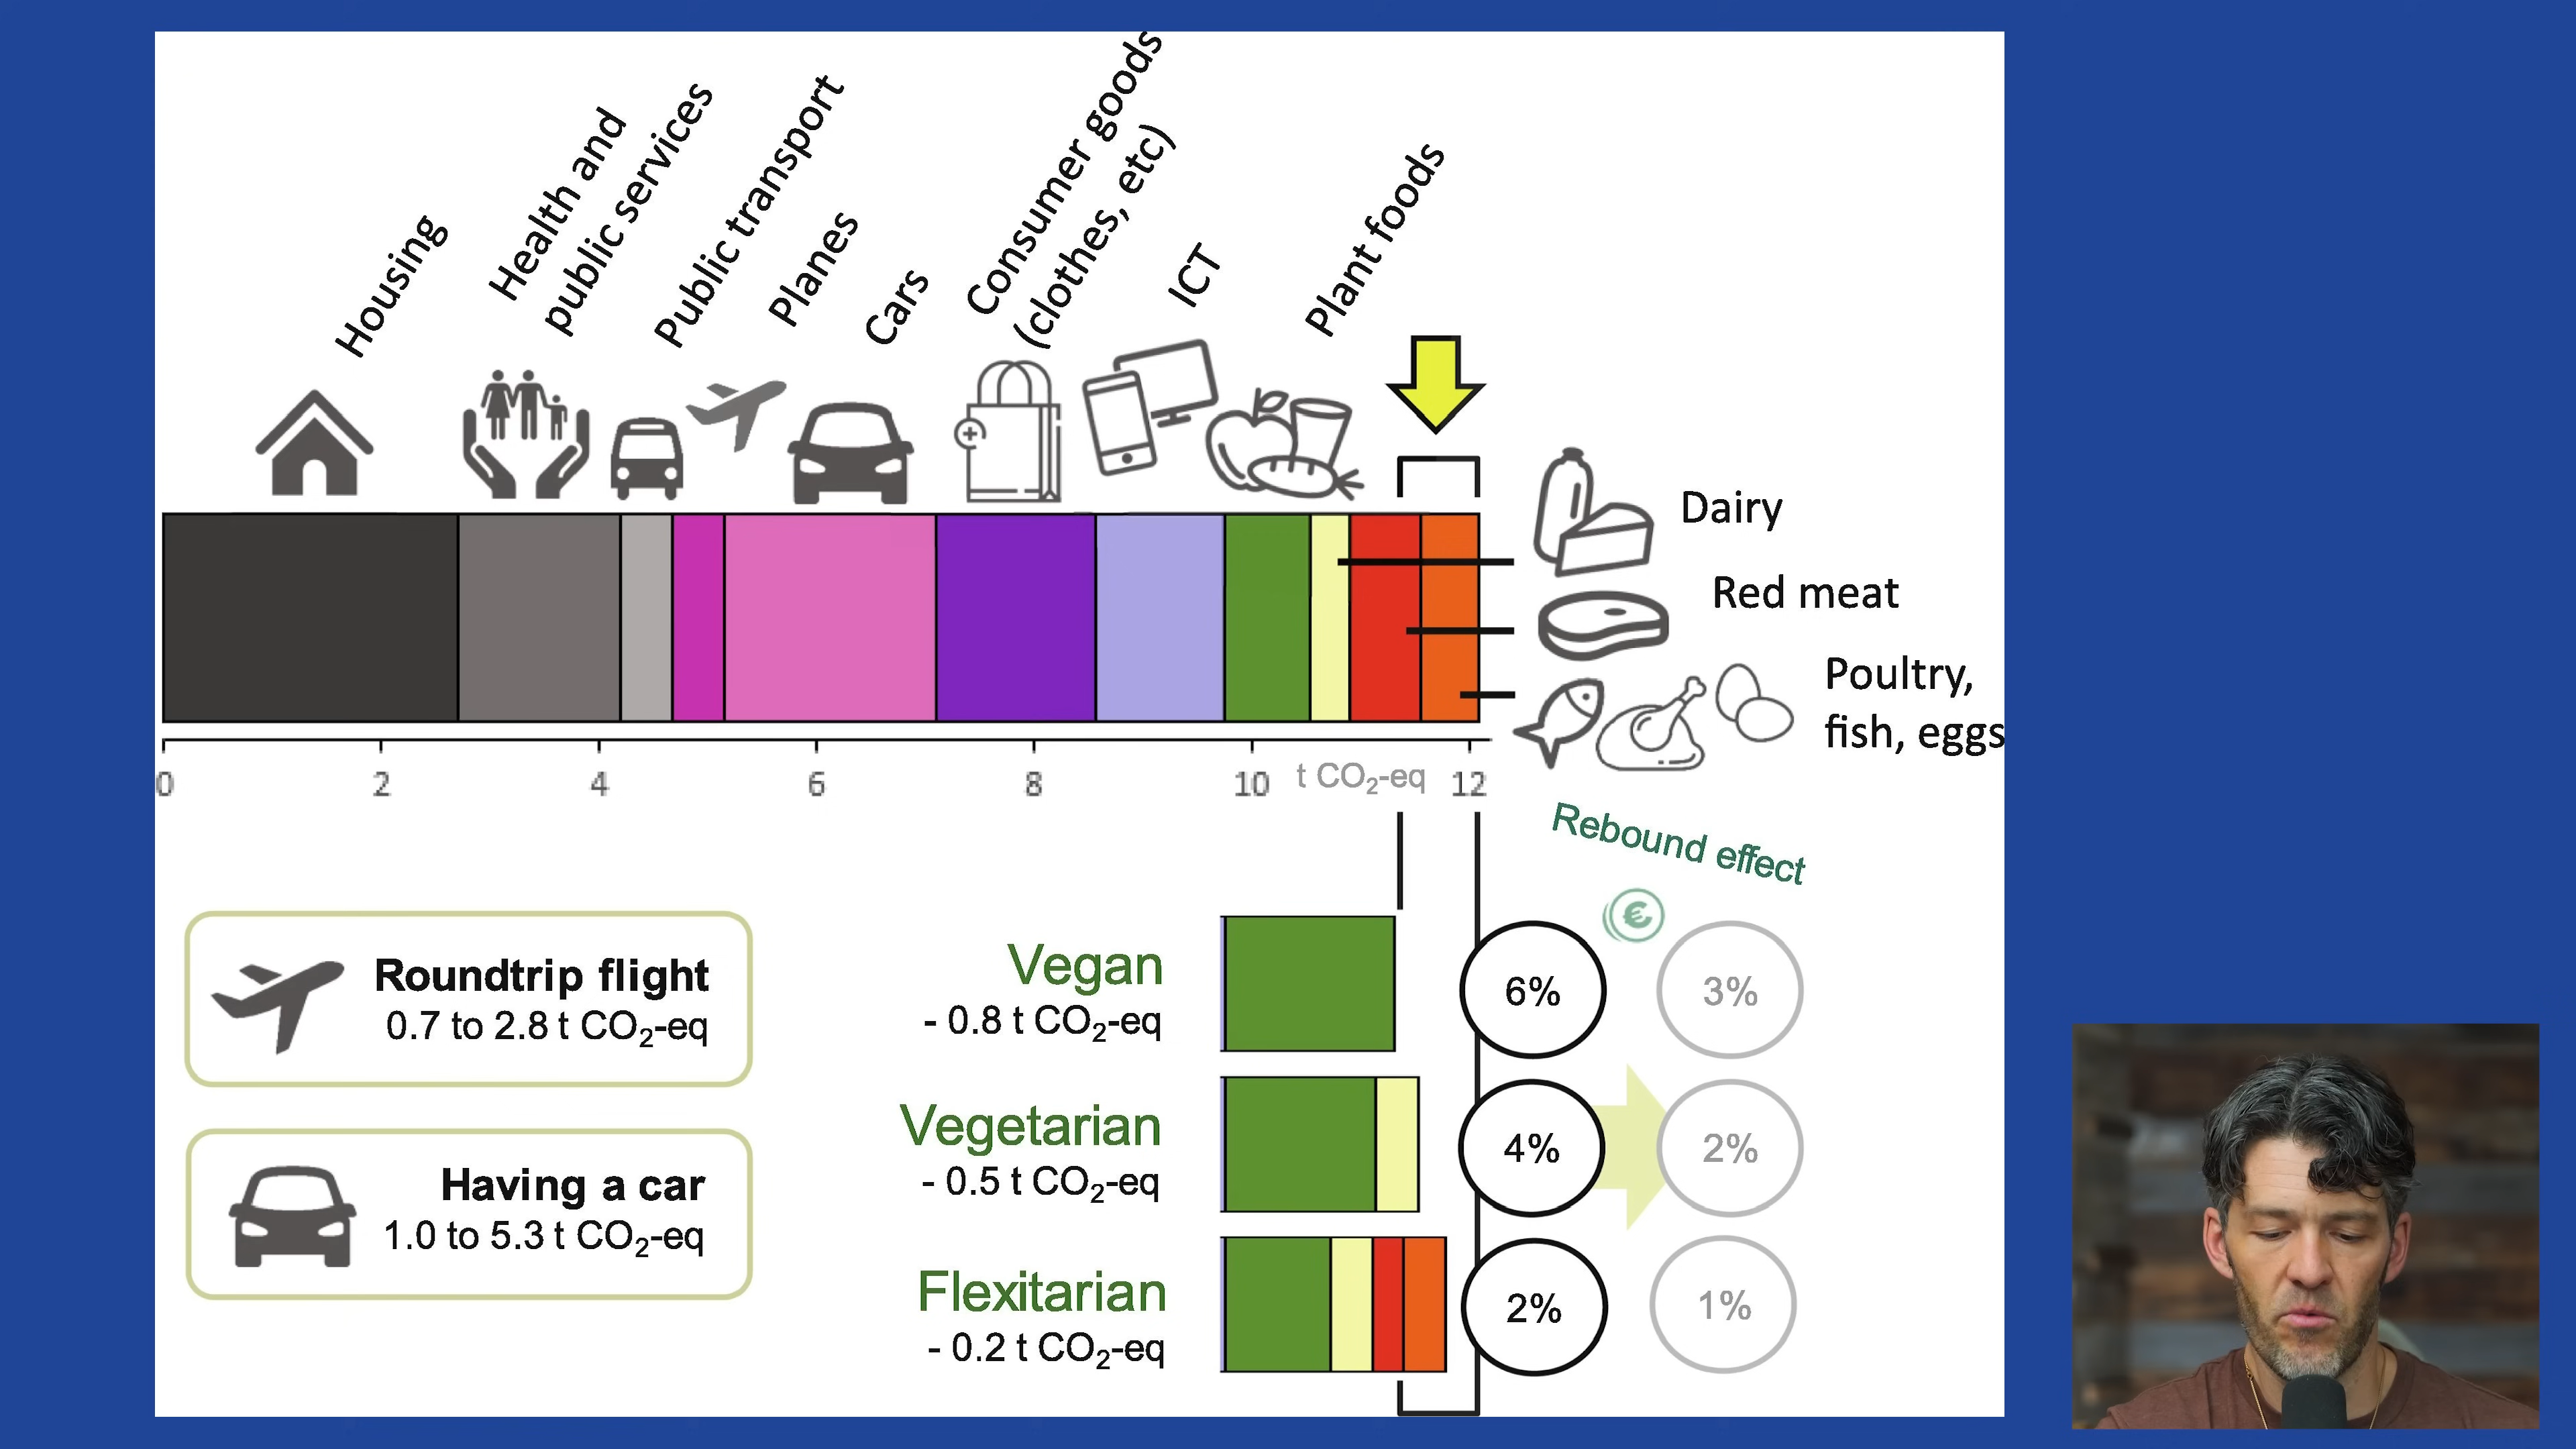 Housing
Health and
public services
Public transport
Planes
Cars
Consumer goods
(clothes, etc)
ICT
Plant foods
Dairy
Red meat
Poultry,
fish, eggs
0 2 4 6 8 10 t CO₂-eq 12
Rebound effect
€
Roundtrip flight
0.7 to 2.8 t CO₂-eq
Having a car
1.0 to 5.3 t CO₂-eq
Vegan
- 0.8 t CO₂-eq
6% 3%
Vegetarian
- 0.5 t CO₂-eq
4% 2%
Flexitarian
- 0.2 t CO₂-eq
2% 1%